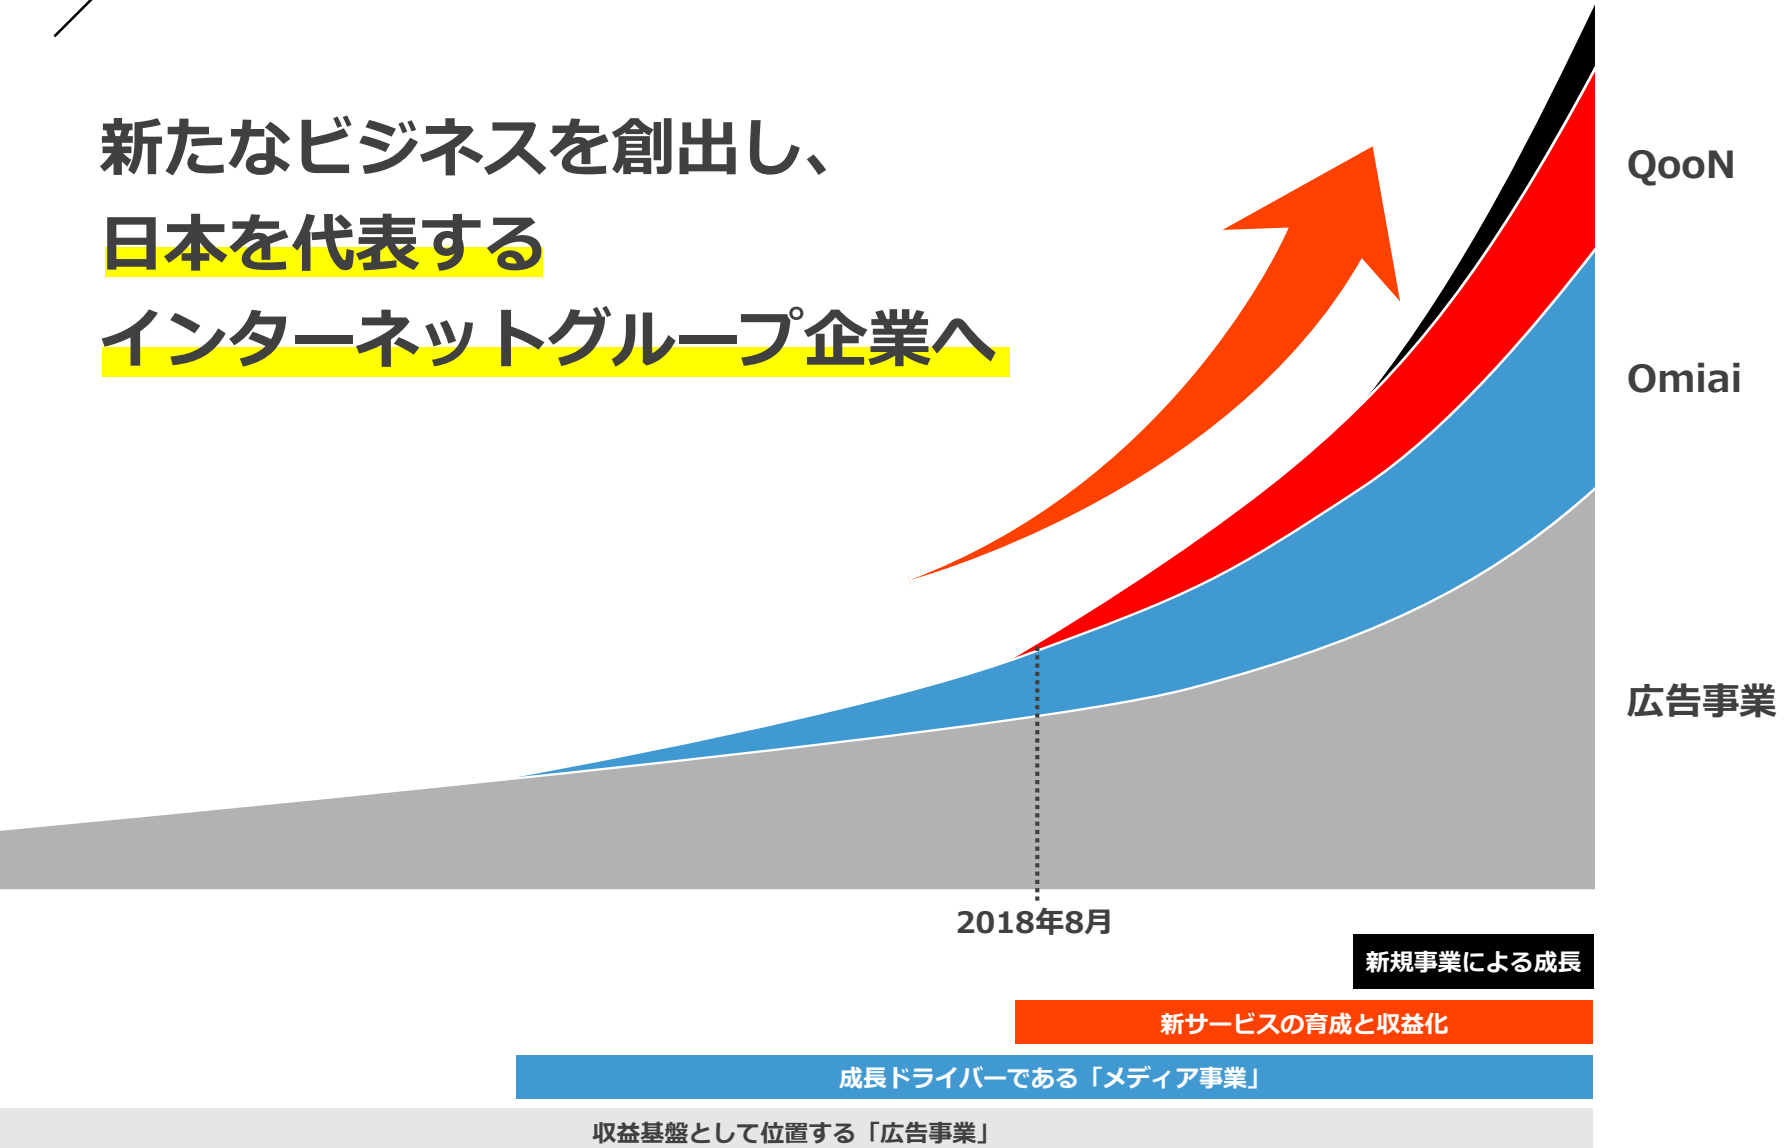 新たなビジネスを創出し、
日本を代表する
インターネットグループ企業へ
QooN
Omiai
広告事業
2018年8月
新規事業による成長
新サービスの育成と収益化
成長ドライバーである「メディア事業」
収益基盤として位置する「広告事業」